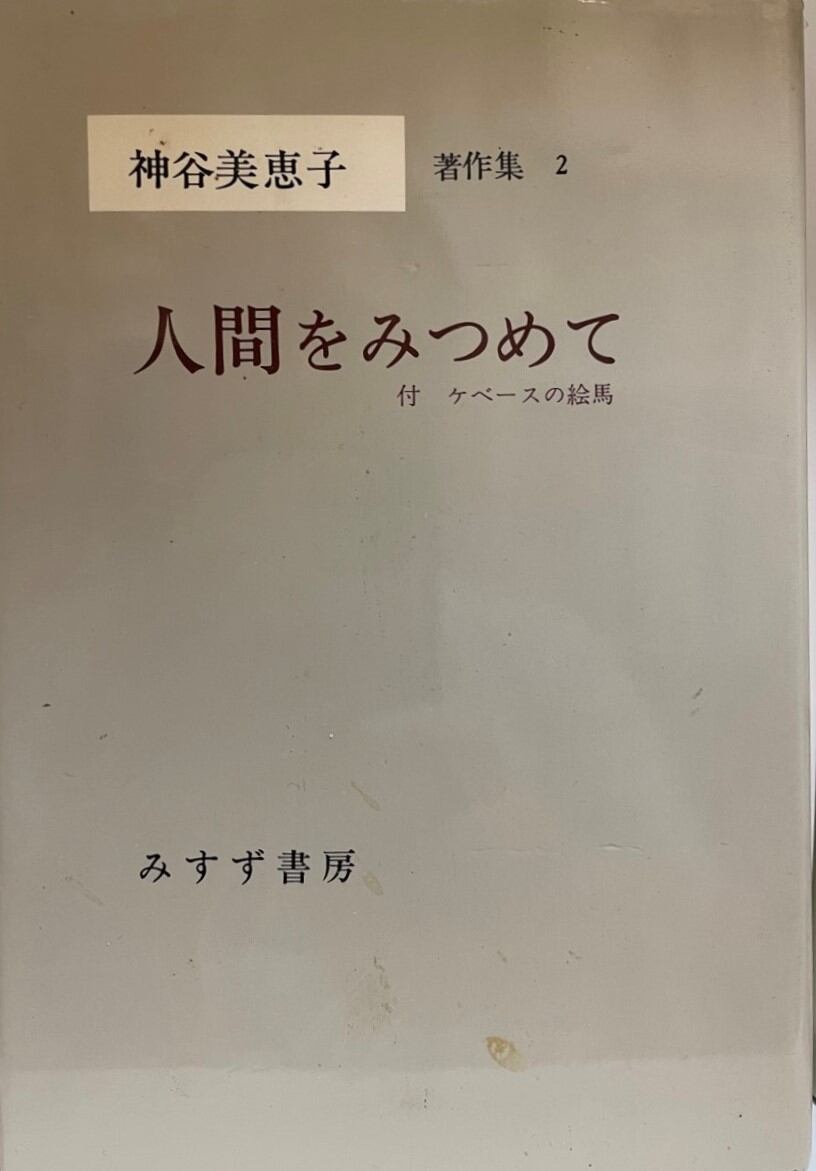 神谷美恵子 著作集 2
人間をみつめて
付 ケベースの絵馬
みすず書房